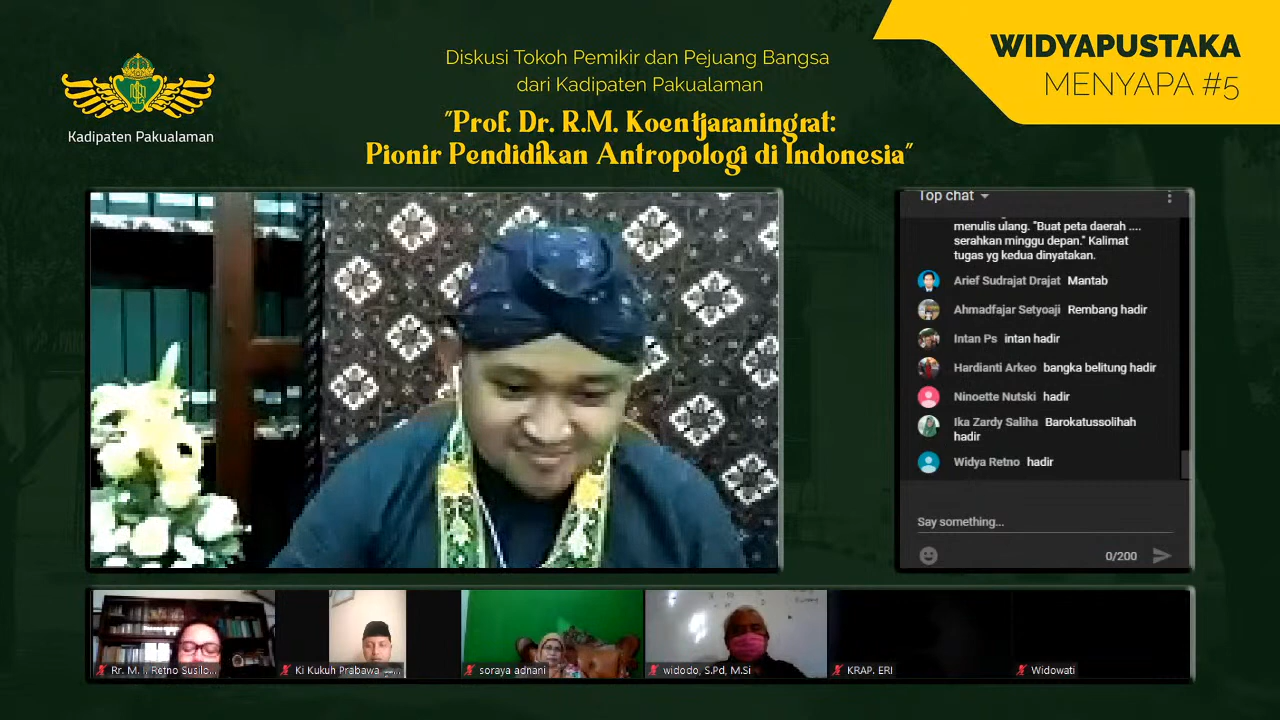 WIDYAPUSTAKA
MENYAPA #5
Diskusi Tokoh Pemikir dan Pejuang Bangsa
dari Kadipaten Pakualaman
"Prof. Dr. R.M. Koentjaraningrat:
Pionir Pendidikan Antropologi di Indonesia"
Kadipaten Pakualaman
Top chat
menulis ulang. "Buat peta daerah ....
serahkan minggu depan." Kalimat
tugas yg kedua dinyatakan.
Arief Sudrajat Drajat Mantab
Ahmadfajar Setyoaji Rembang hadir
Intan Ps intan hadir
Hardianti Arkeo bangka belitung hadir
Ninoette Nutski hadir
Ika Zardy Saliha Barokatussolihah
hadir
Widya Retno hadir
Say something...
0/200
Rr. M. I. Retno Susilo...
Ki Kukuh Prabawa
soraya adnani
widodo, S.Pd, M.Si
KRAP. ERI
Widowati